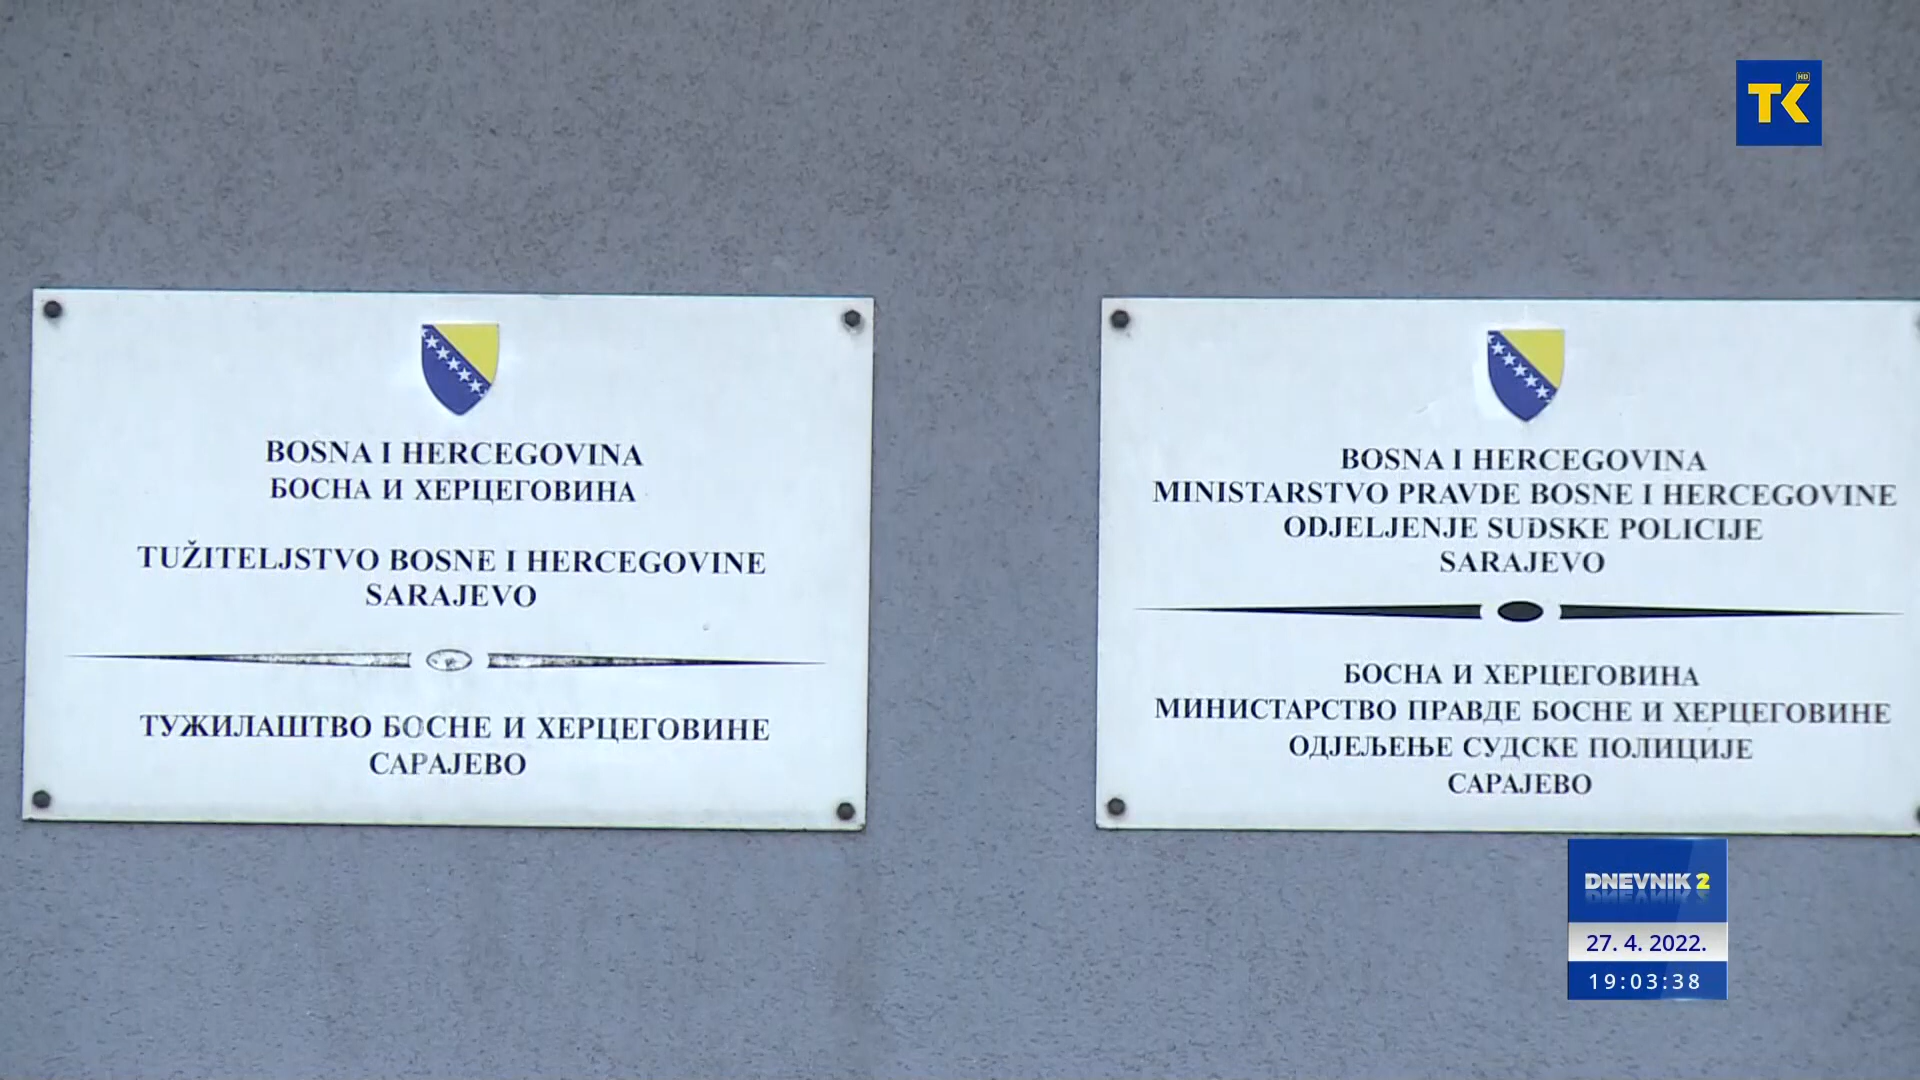 TK HD
BOSNA I HERCEGOVINA
БОСНА И ХЕРЦЕГОВИНА
TUŽITELJSTVO BOSNE I HERCEGOVINE
SARAJEVO
ТУЖИЛАШТВО БОСНЕ И ХЕРЦЕГОВИНЕ
САРАЈЕВО
BOSNA I HERCEGOVINA
MINISTARSTVO PRAVDE BOSNE I HERCEGOVINE
ODJELJENJE SUDSKE POLICIJE
SARAJEVO
БОСНА И ХЕРЦЕГОВИНА
МИНИСТАРСТВО ПРАВДЕ БОСНЕ И ХЕРЦЕГОВИНЕ
ОДЈЕЉЕЊЕ СУДСКЕ ПОЛИЦИЈЕ
САРАЈЕВО
DNEVNIK 2
27. 4. 2022.
19:03:38